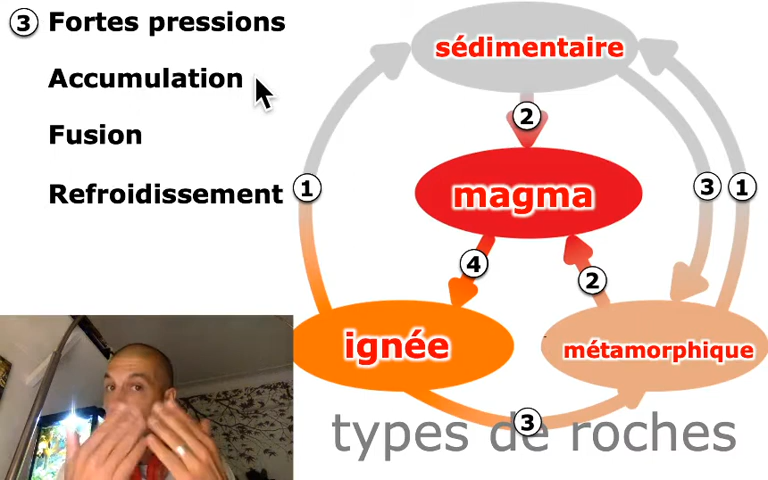 3 Fortes pressions
Accumulation
Fusion
Refroidissement
sédimentaire
2
magma
1
3
1
4
2
ignée
métamorphique
3
types de roches